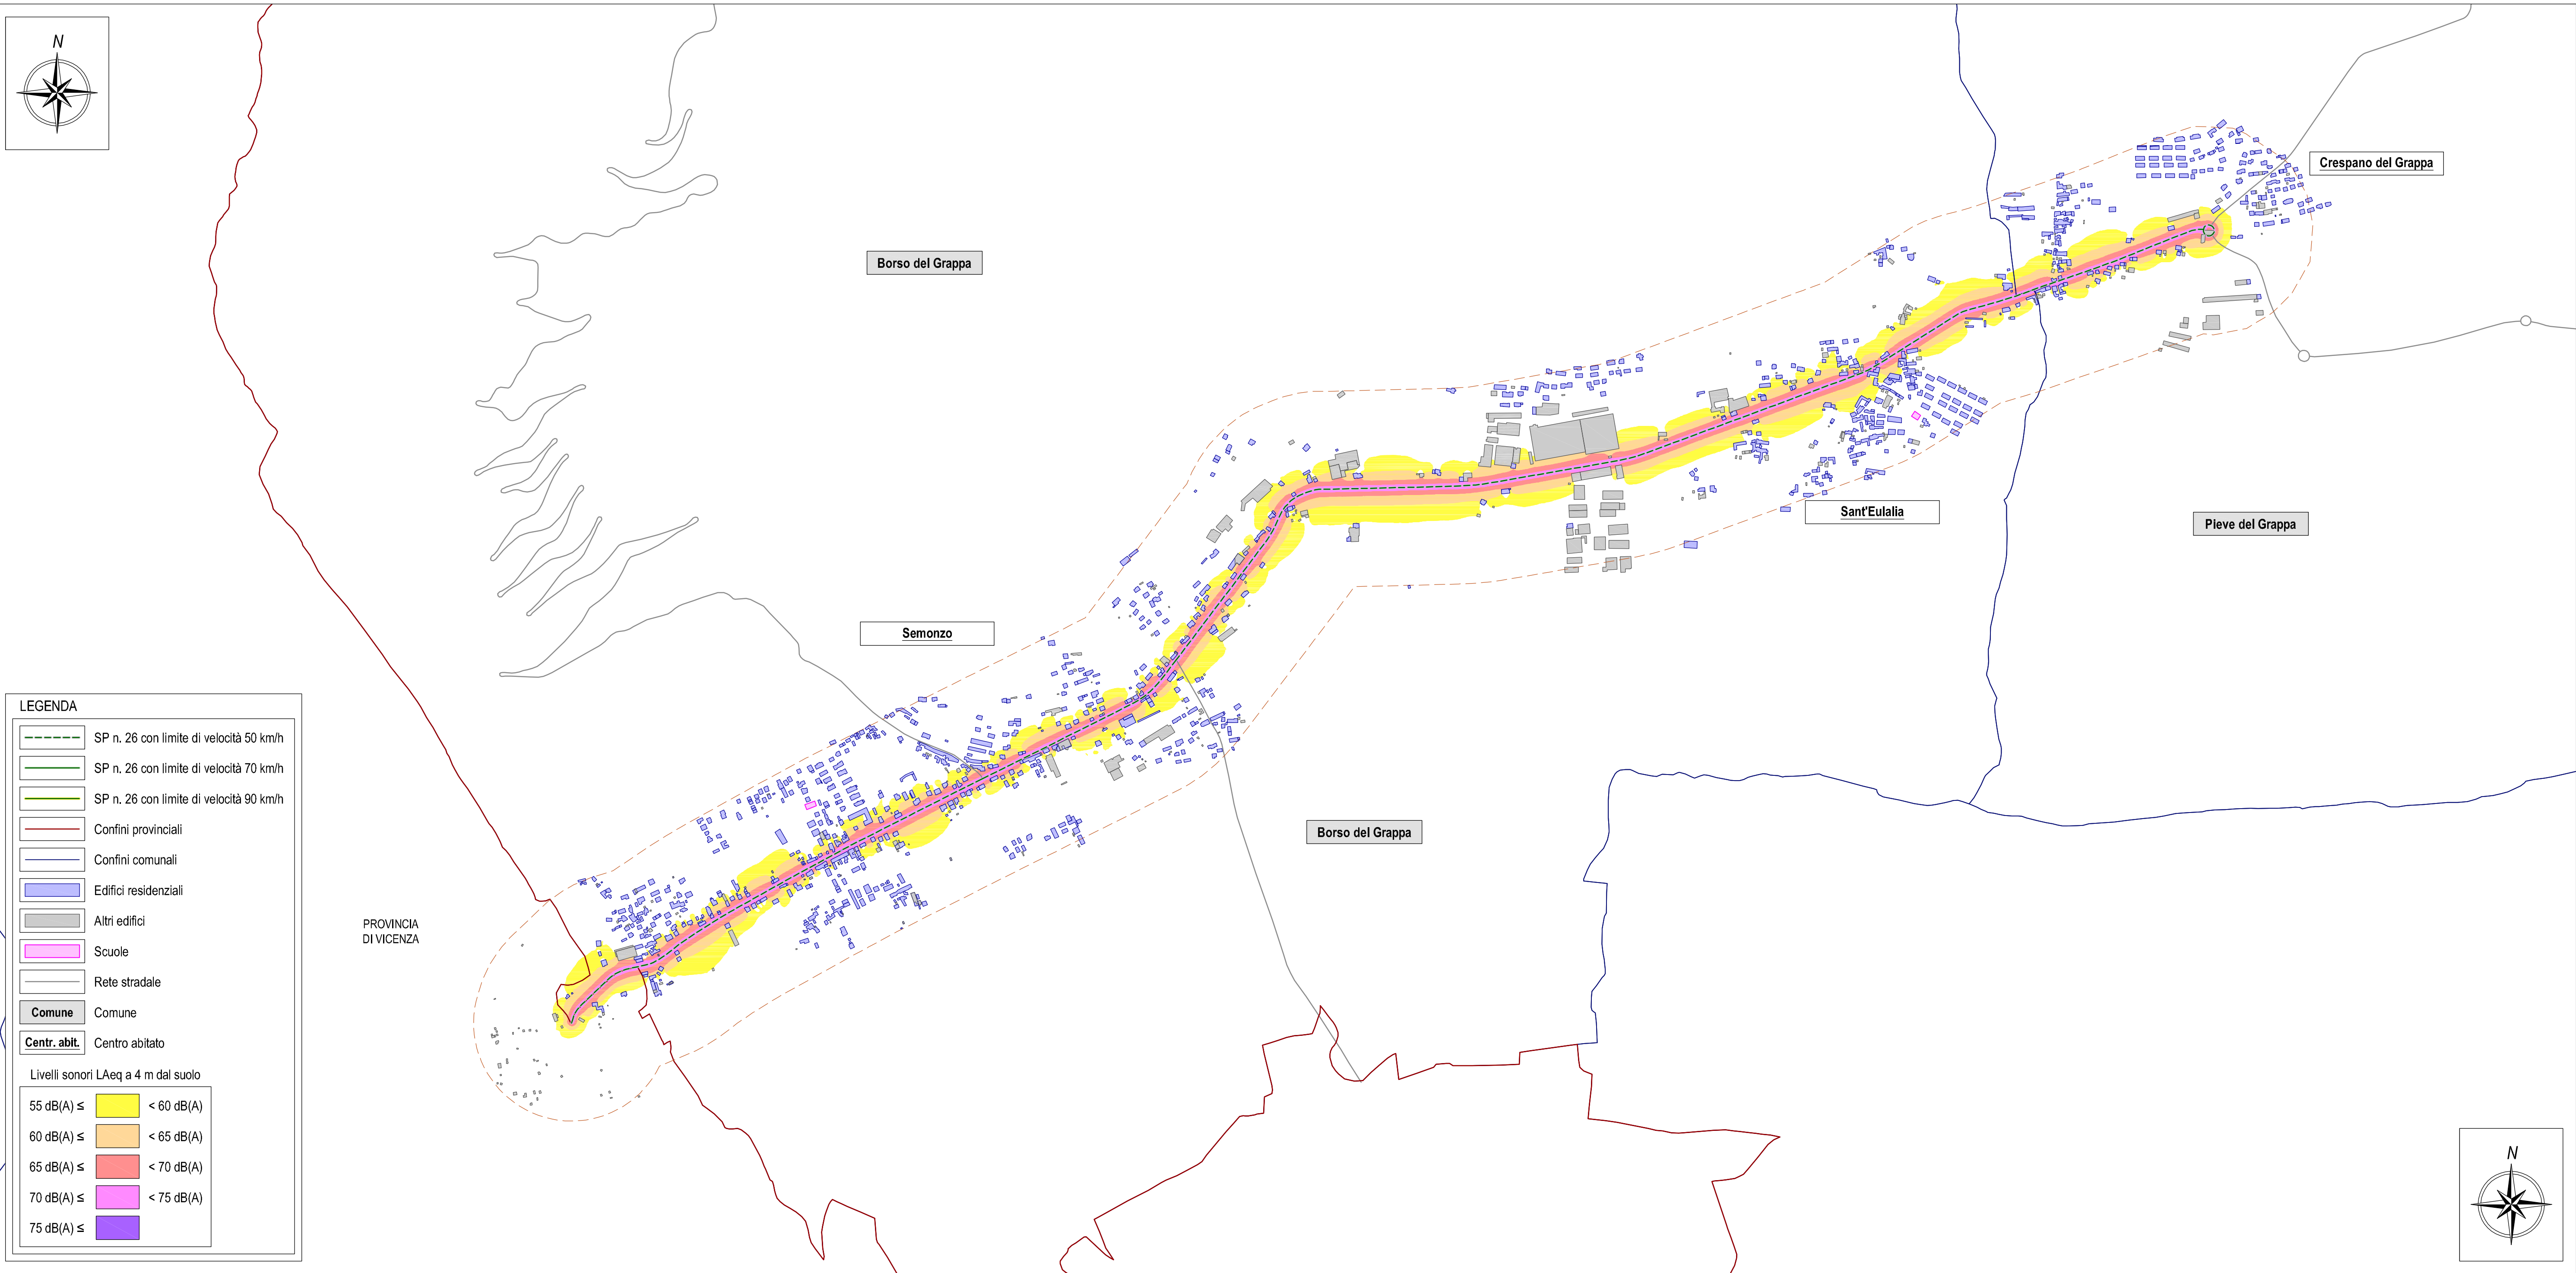 N
Crespano del Grappa
Borso del Grappa
Sant'Eulalia
Pieve del Grappa
Semonzo
Borso del Grappa
PROVINCIA
DI VICENZA
LEGENDA
SP n. 26 con limite di velocità 50 km/h
SP n. 26 con limite di velocità 70 km/h
SP n. 26 con limite di velocità 90 km/h
Confini provinciali
Confini comunali
Edifici residenziali
Altri edifici
Scuole
Rete stradale
Comune Comune
Centr. abit. Centro abitato
Livelli sonori LAeq a 4 m dal suolo
55 dB(A) ≤ < 60 dB(A)
60 dB(A) ≤ < 65 dB(A)
65 dB(A) ≤ < 70 dB(A)
70 dB(A) ≤ < 75 dB(A)
75 dB(A) ≤
N